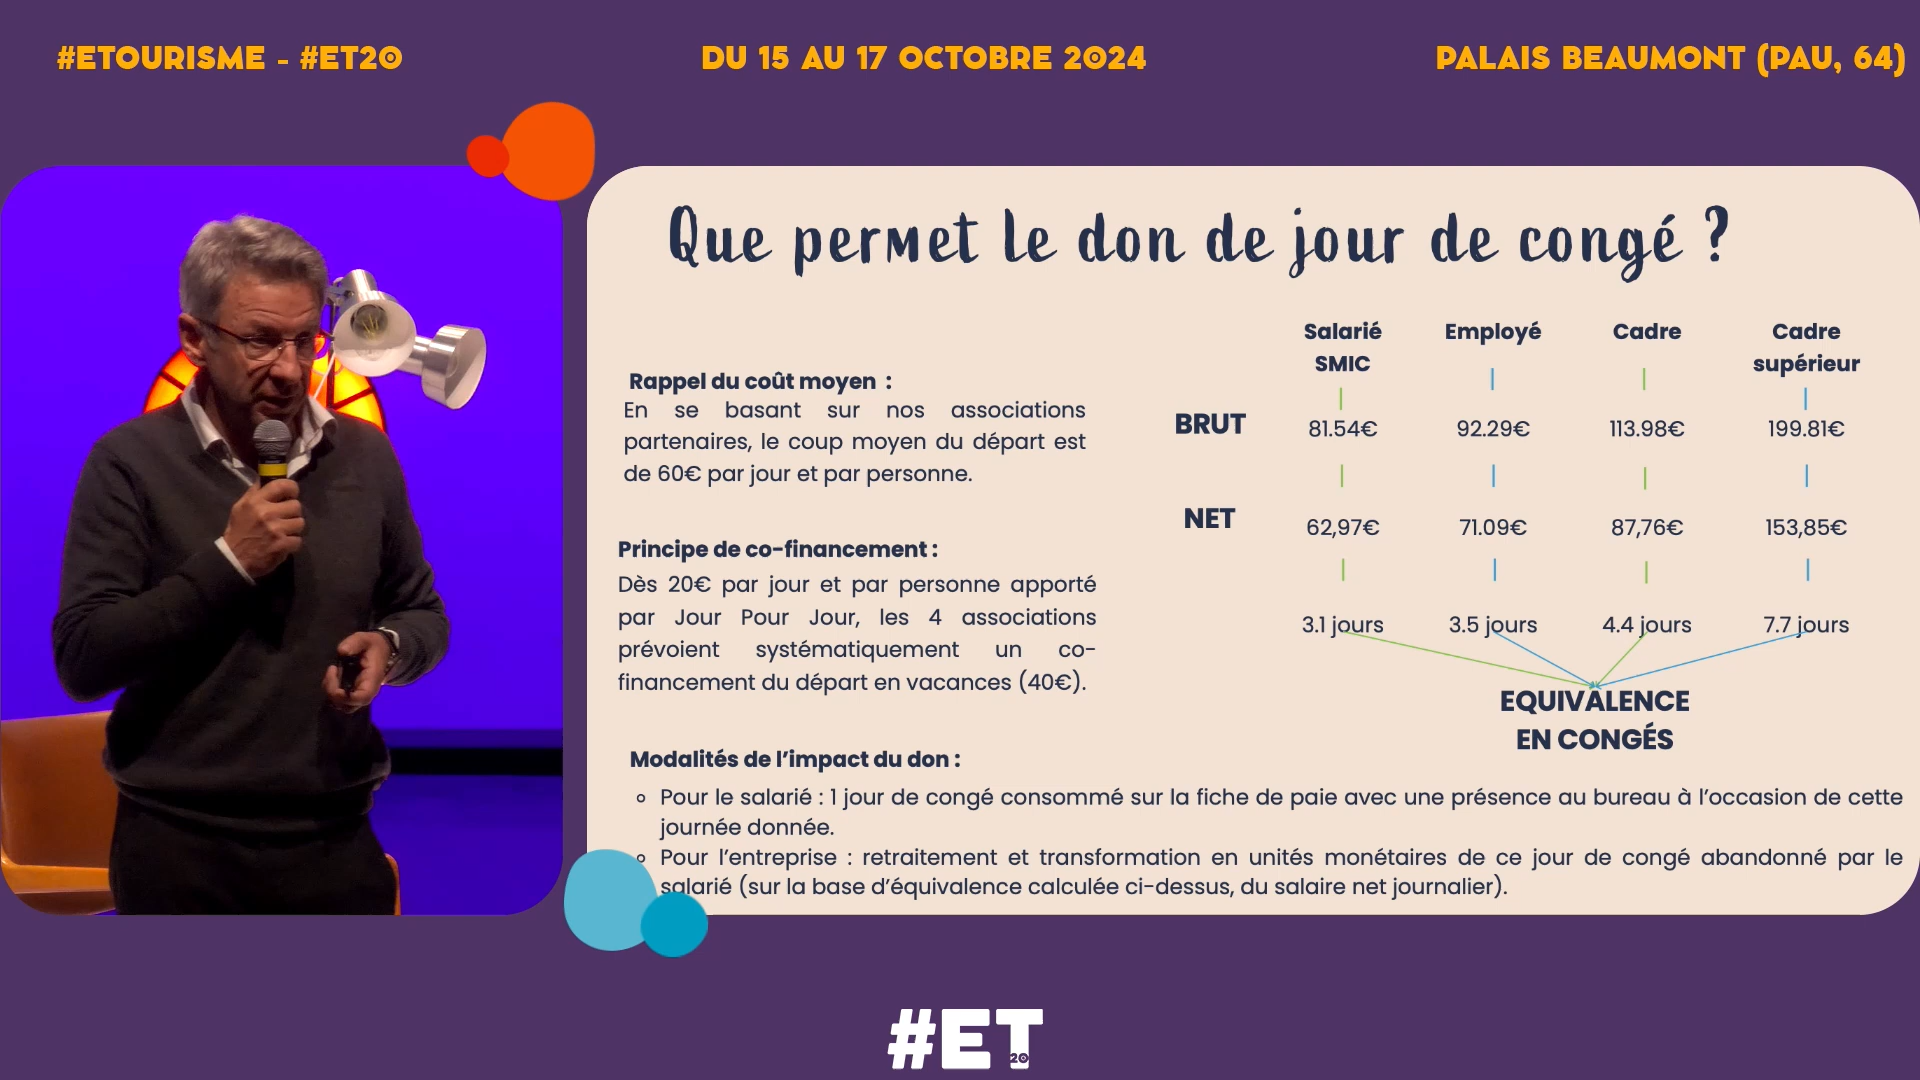 #ETOURISME - #ET20
DU 15 AU 17 OCTOBRE 2024
PALAIS BEAUMONT (PAU, 64)
Que permet le don de jour de congé ?
Rappel du coût moyen :
En se basant sur nos associations
partenaires, le coup moyen du départ est
de 60€ par jour et par personne.
Principe de co-financement :
Dès 20€ par jour et par personne apporté
par Jour Pour Jour, les 4 associations
prévoient systématiquement un co-
financement du départ en vacances (40€).
Salarié Employé Cadre Cadre
SMIC supérieur
BRUT 81.54€ 92.29€ 113.98€ 199.81€
NET 62,97€ 71.09€ 87,76€ 153,85€
3.1 jours 3.5 jours 4.4 jours 7.7 jours
EQUIVALENCE
EN CONGÉS
Modalités de l’impact du don :
Pour le salarié : 1 jour de congé consommé sur la fiche de paie avec une présence au bureau à l’occasion de cette
journée donnée.
Pour l’entreprise : retraitement et transformation en unités monétaires de ce jour de congé abandonné par le
salarié (sur la base d’équivalence calculée ci-dessus, du salaire net journalier).
#ET
20